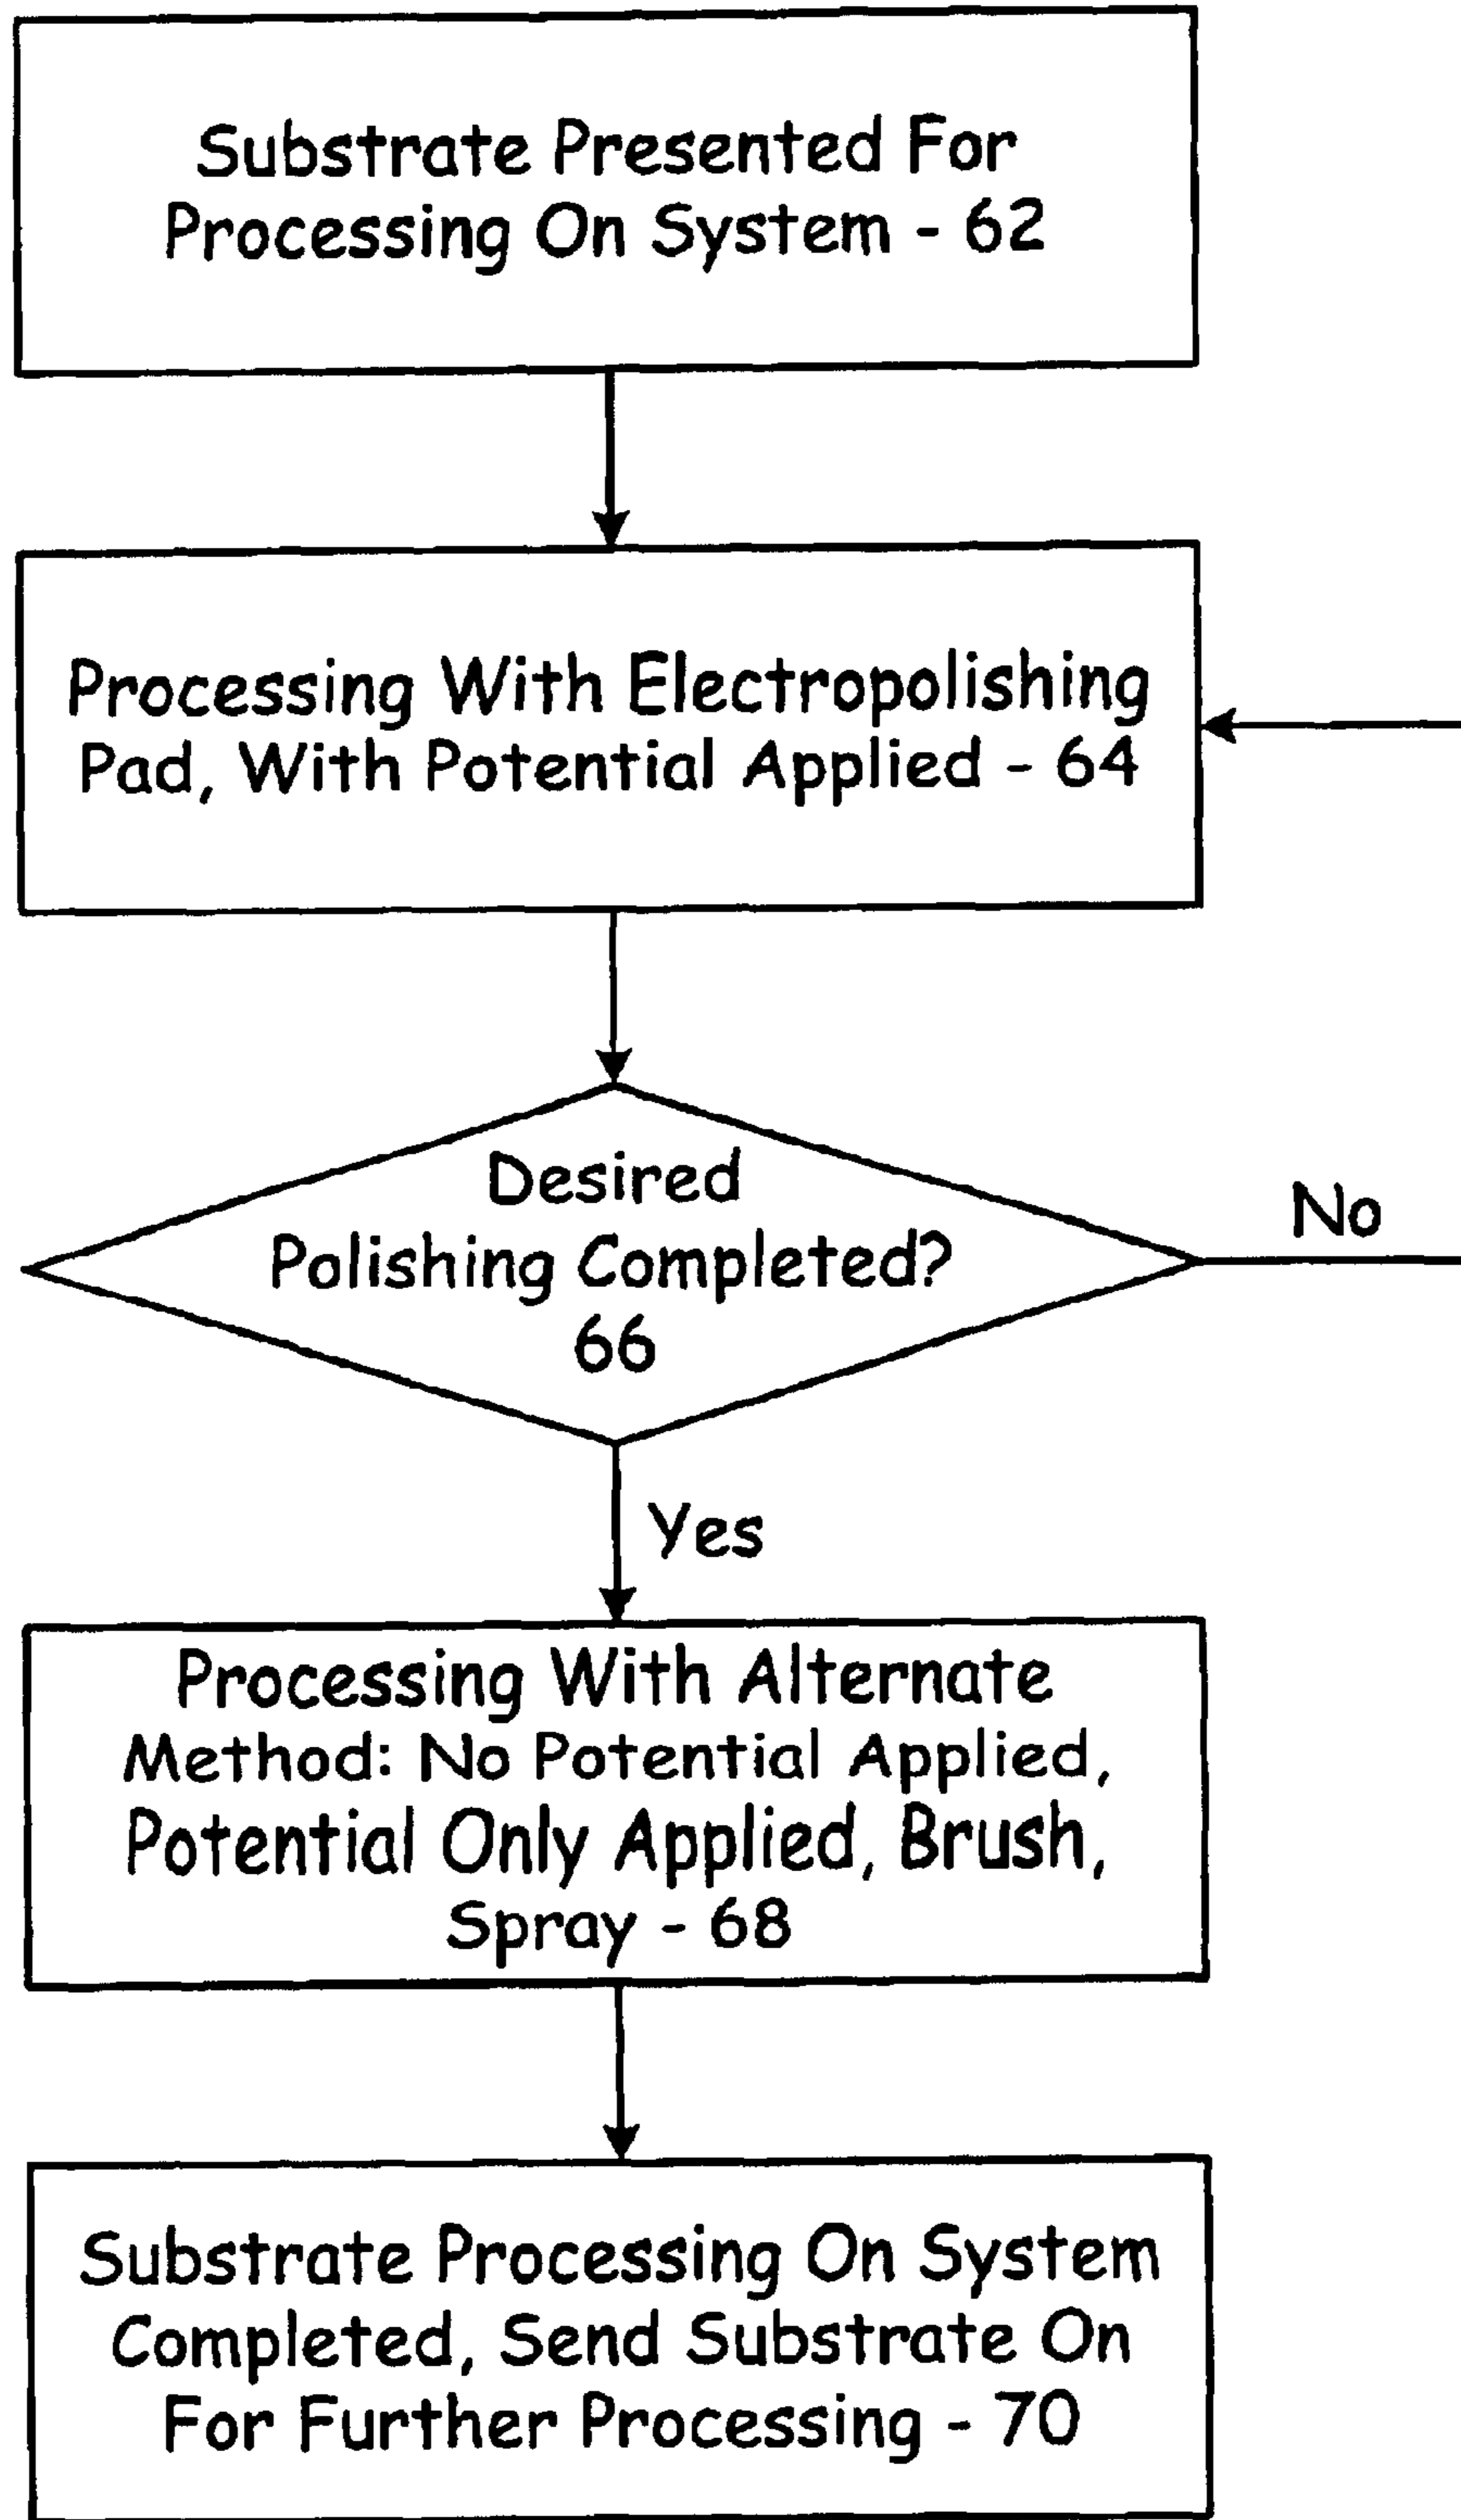 Substrate Presented For
Processing On System - 62
Processing With Electropolishing
Pad, With Potential Applied - 64
Desired
Polishing Completed?
66
No
Yes
Processing With Alternate
Method: No Potential Applied,
Potential Only Applied, Brush,
Spray - 68
Substrate Processing On System
Completed, Send Substrate On
For Further Processing - 70